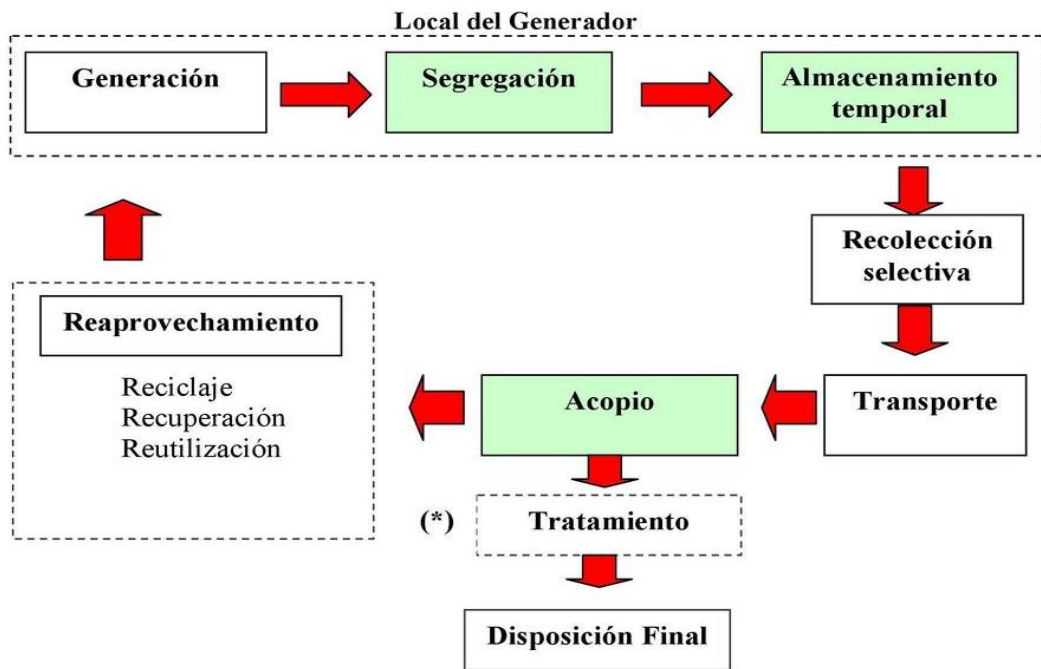 Local del Generador
Generación
Segregación
Almacenamiento
temporal
Recolección
selectiva
Reaprovechamiento
Reciclaje
Recuperación
Reutilización
Acopio
Transporte
(*)
Tratamiento
Disposición Final